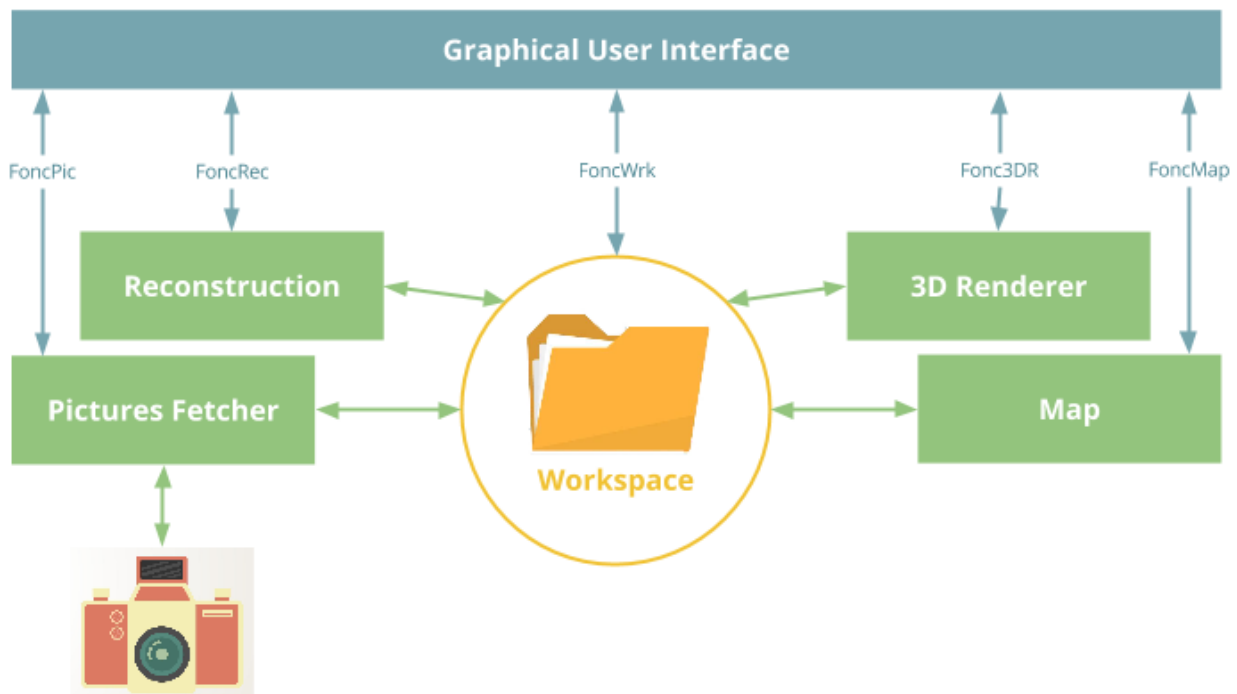 Graphical User Interface
FoncPic
FoncRec
FoncWrk
Fonc3DR
FoncMap
Reconstruction
3D Renderer
Pictures Fetcher
Map
Workspace